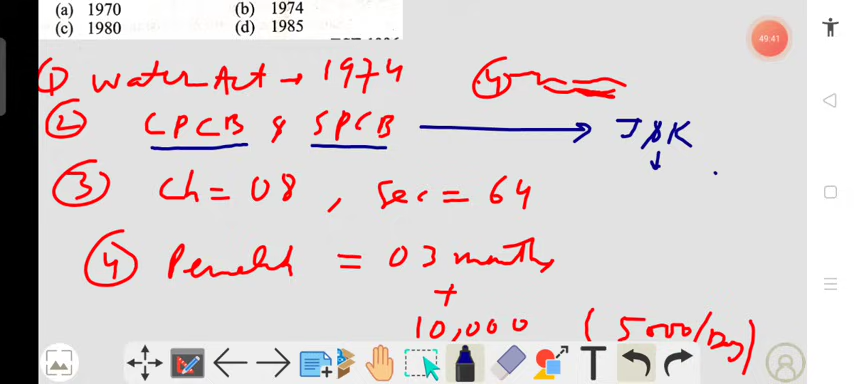 (a) 1970 (b) 1974
(c) 1980 (d) 1985
49:41
① Water Act → 1974
② CPCB & SPCB → J&K
③ Ch = 08 , Sec = 64
④ = 03 months
+
10,000 (5000/Day)
T